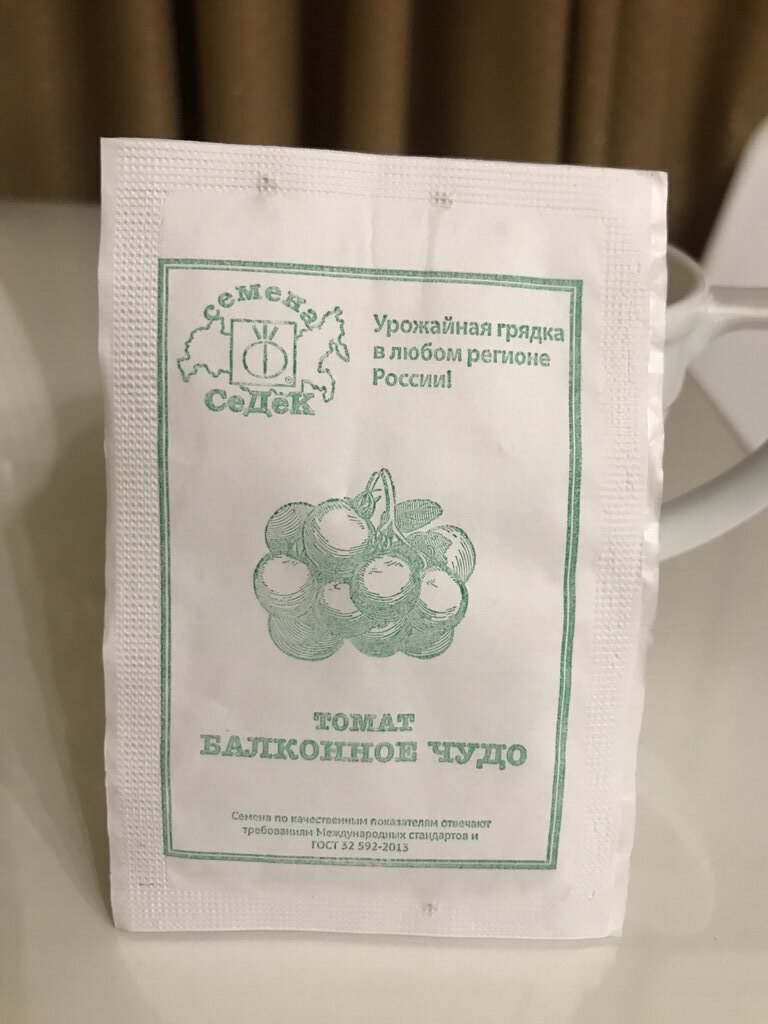 семена
СеДеК
Урожайная грядка
в любом регионе
России!
ТОМАТ
БАЛКОННОЕ ЧУДО
Семена по качественным показателям отвечают
требованиям Международных стандартов и
ГОСТ 32 592-2013